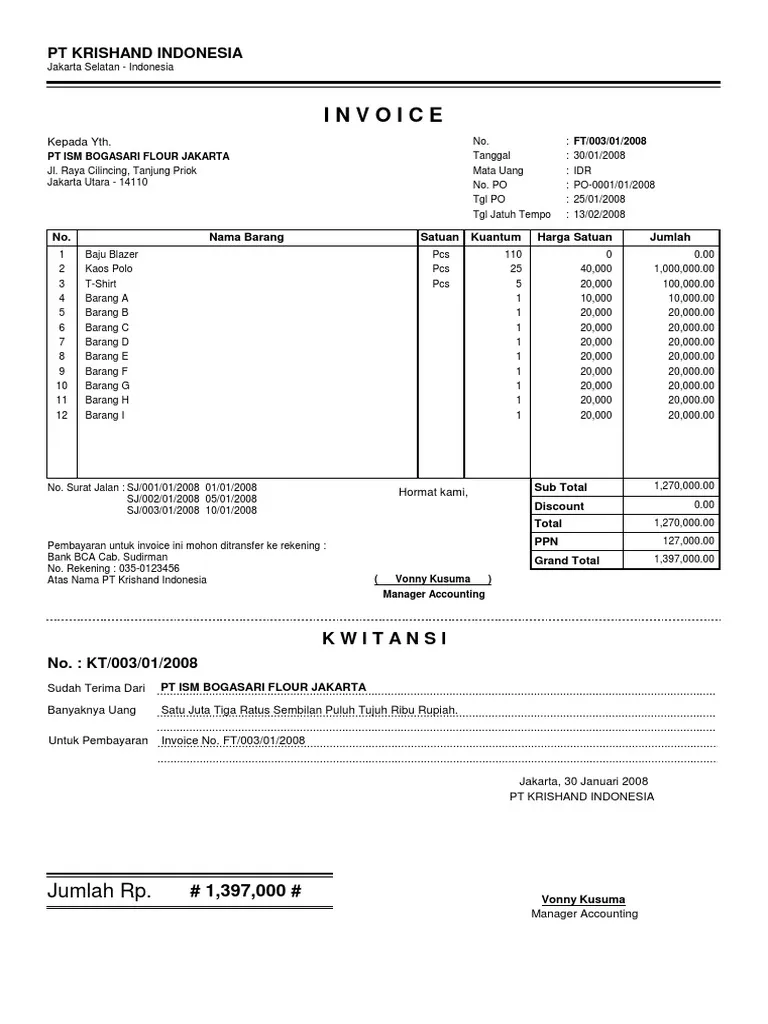 PT KRISHAND INDONESIA
Jakarta Selatan - Indonesia
I N V O I C E
Kepada Yth.
PT ISM BOGASARI FLOUR JAKARTA
Jl. Raya Cilincing, Tanjung Priok
Jakarta Utara - 14110
No. : FT/003/01/2008
Tanggal : 30/01/2008
Mata Uang : IDR
No. PO : PO-0001/01/2008
Tgl PO : 25/01/2008
Tgl Jatuh Tempo : 13/02/2008
No. Nama Barang Satuan Kuantum Harga Satuan Jumlah
1 Baju Blazer Pcs 110 0 0.00
2 Kaos Polo Pcs 25 40,000 1,000,000.00
3 T-Shirt Pcs 5 20,000 100,000.00
4 Barang A 1 10,000 10,000.00
5 Barang B 1 20,000 20,000.00
6 Barang C 1 20,000 20,000.00
7 Barang D 1 20,000 20,000.00
8 Barang E 1 20,000 20,000.00
9 Barang F 1 20,000 20,000.00
10 Barang G 1 20,000 20,000.00
11 Barang H 1 20,000 20,000.00
12 Barang I 1 20,000 20,000.00
No. Surat Jalan : SJ/001/01/2008 01/01/2008
SJ/002/01/2008 05/01/2008
SJ/003/01/2008 10/01/2008
Pembayaran untuk invoice ini mohon ditransfer ke rekening :
Bank BCA Cab. Sudirman
No. Rekening : 035-0123456
Atas Nama PT Krishand Indonesia
Hormat kami,
( Vonny Kusuma )
Manager Accounting
Sub Total 1,270,000.00
Discount 0.00
Total 1,270,000.00
PPN 127,000.00
Grand Total 1,397,000.00
K W I T A N S I
No. : KT/003/01/2008
Sudah Terima Dari PT ISM BOGASARI FLOUR JAKARTA
Banyaknya Uang Satu Juta Tiga Ratus Sembilan Puluh Tujuh Ribu Rupiah.
Untuk Pembayaran Invoice No. FT/003/01/2008
Jakarta, 30 Januari 2008
PT KRISHAND INDONESIA
Jumlah Rp. # 1,397,000 #
Vonny Kusuma
Manager Accounting